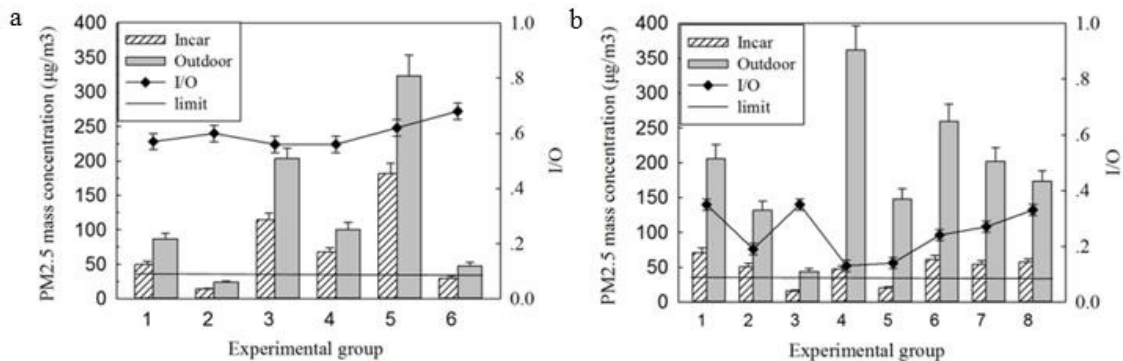 a
PM2.5 mass concentration (μg/m3)
400
350
300
250
200
150
100
50
0
Incar
Outdoor
I/O
limit
1.0
.8
.6
.4
.2
0.0
I/O
1 2 3 4 5 6
Experimental group
b
PM2.5 mass concentration (μg/m3)
400
350
300
250
200
150
100
50
0
Incar
Outdoor
I/O
limit
1.0
.8
.6
.4
.2
0.0
I/O
1 2 3 4 5 6 7 8
Experimental group